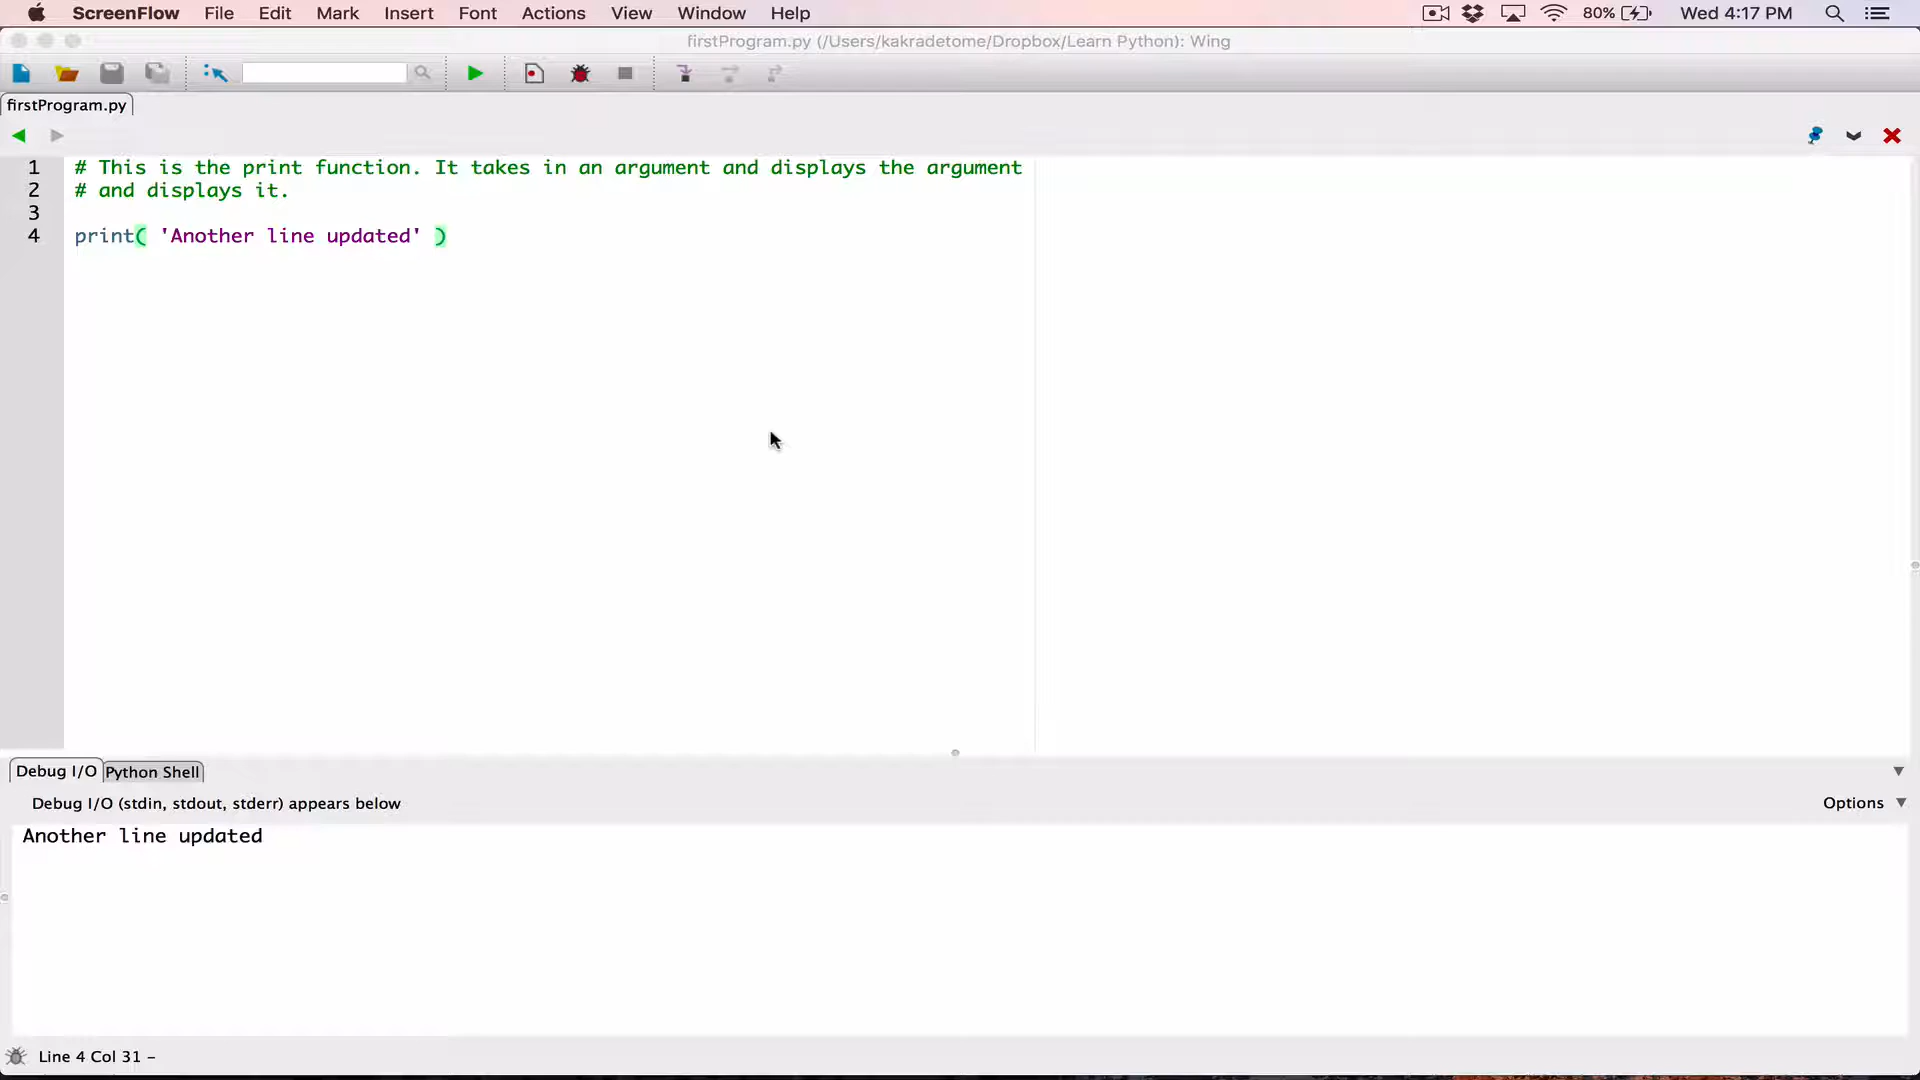 ScreenFlow File Edit Mark Insert Font Actions View Window Help 80% Wed 4:17 PM
firstProgram.py (/Users/kakradetome/Dropbox/Learn Python): Wing
firstProgram.py
1 # This is the print function. It takes in an argument and displays the argument
2 # and displays it.
3
4 print( 'Another line updated' )
Debug I/O Python Shell
Debug I/O (stdin, stdout, stderr) appears below Options
Another line updated
Line 4 Col 31 –